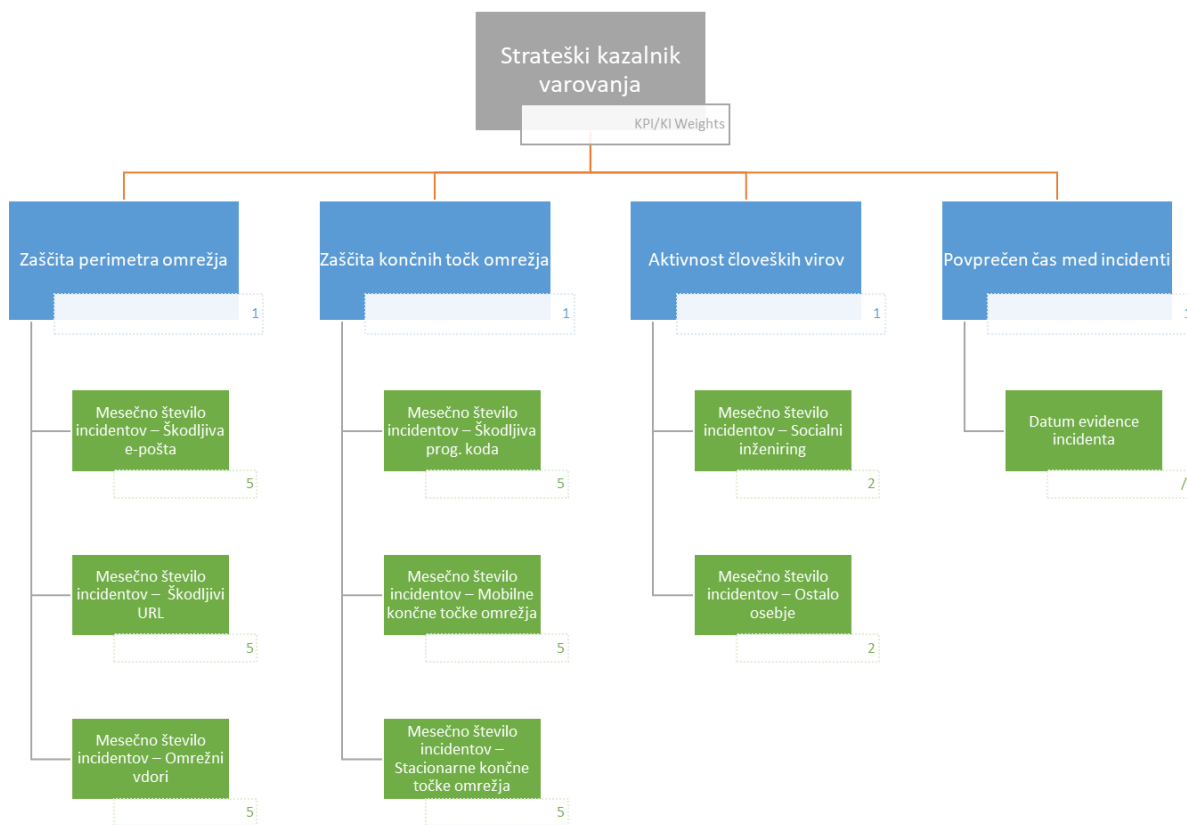 Strateški kazalnik
varovanja
KPI/KI Weights
Zaščita perimetra omrežja
1
Zaščita končnih točk omrežja
1
Aktivnost človeških virov
1
Povprečen čas med incidenti
1
Mesečno število
incidentov – Škodljiva
e-pošta
5
Mesečno število
incidentov – Škodljiva
prog. koda
5
Mesečno število
incidentov – Socialni
inženiring
2
Datum evidence
incidenta
/
Mesečno število
incidentov – Škodljivi
URL
5
Mesečno število
incidentov – Mobilne
končne točke omrežja
5
Mesečno število
incidentov – Ostalo
osebje
2
Mesečno število
incidentov – Omrežni
vdori
5
Mesečno število
incidentov –
Stacionarne končne
točke omrežja
5